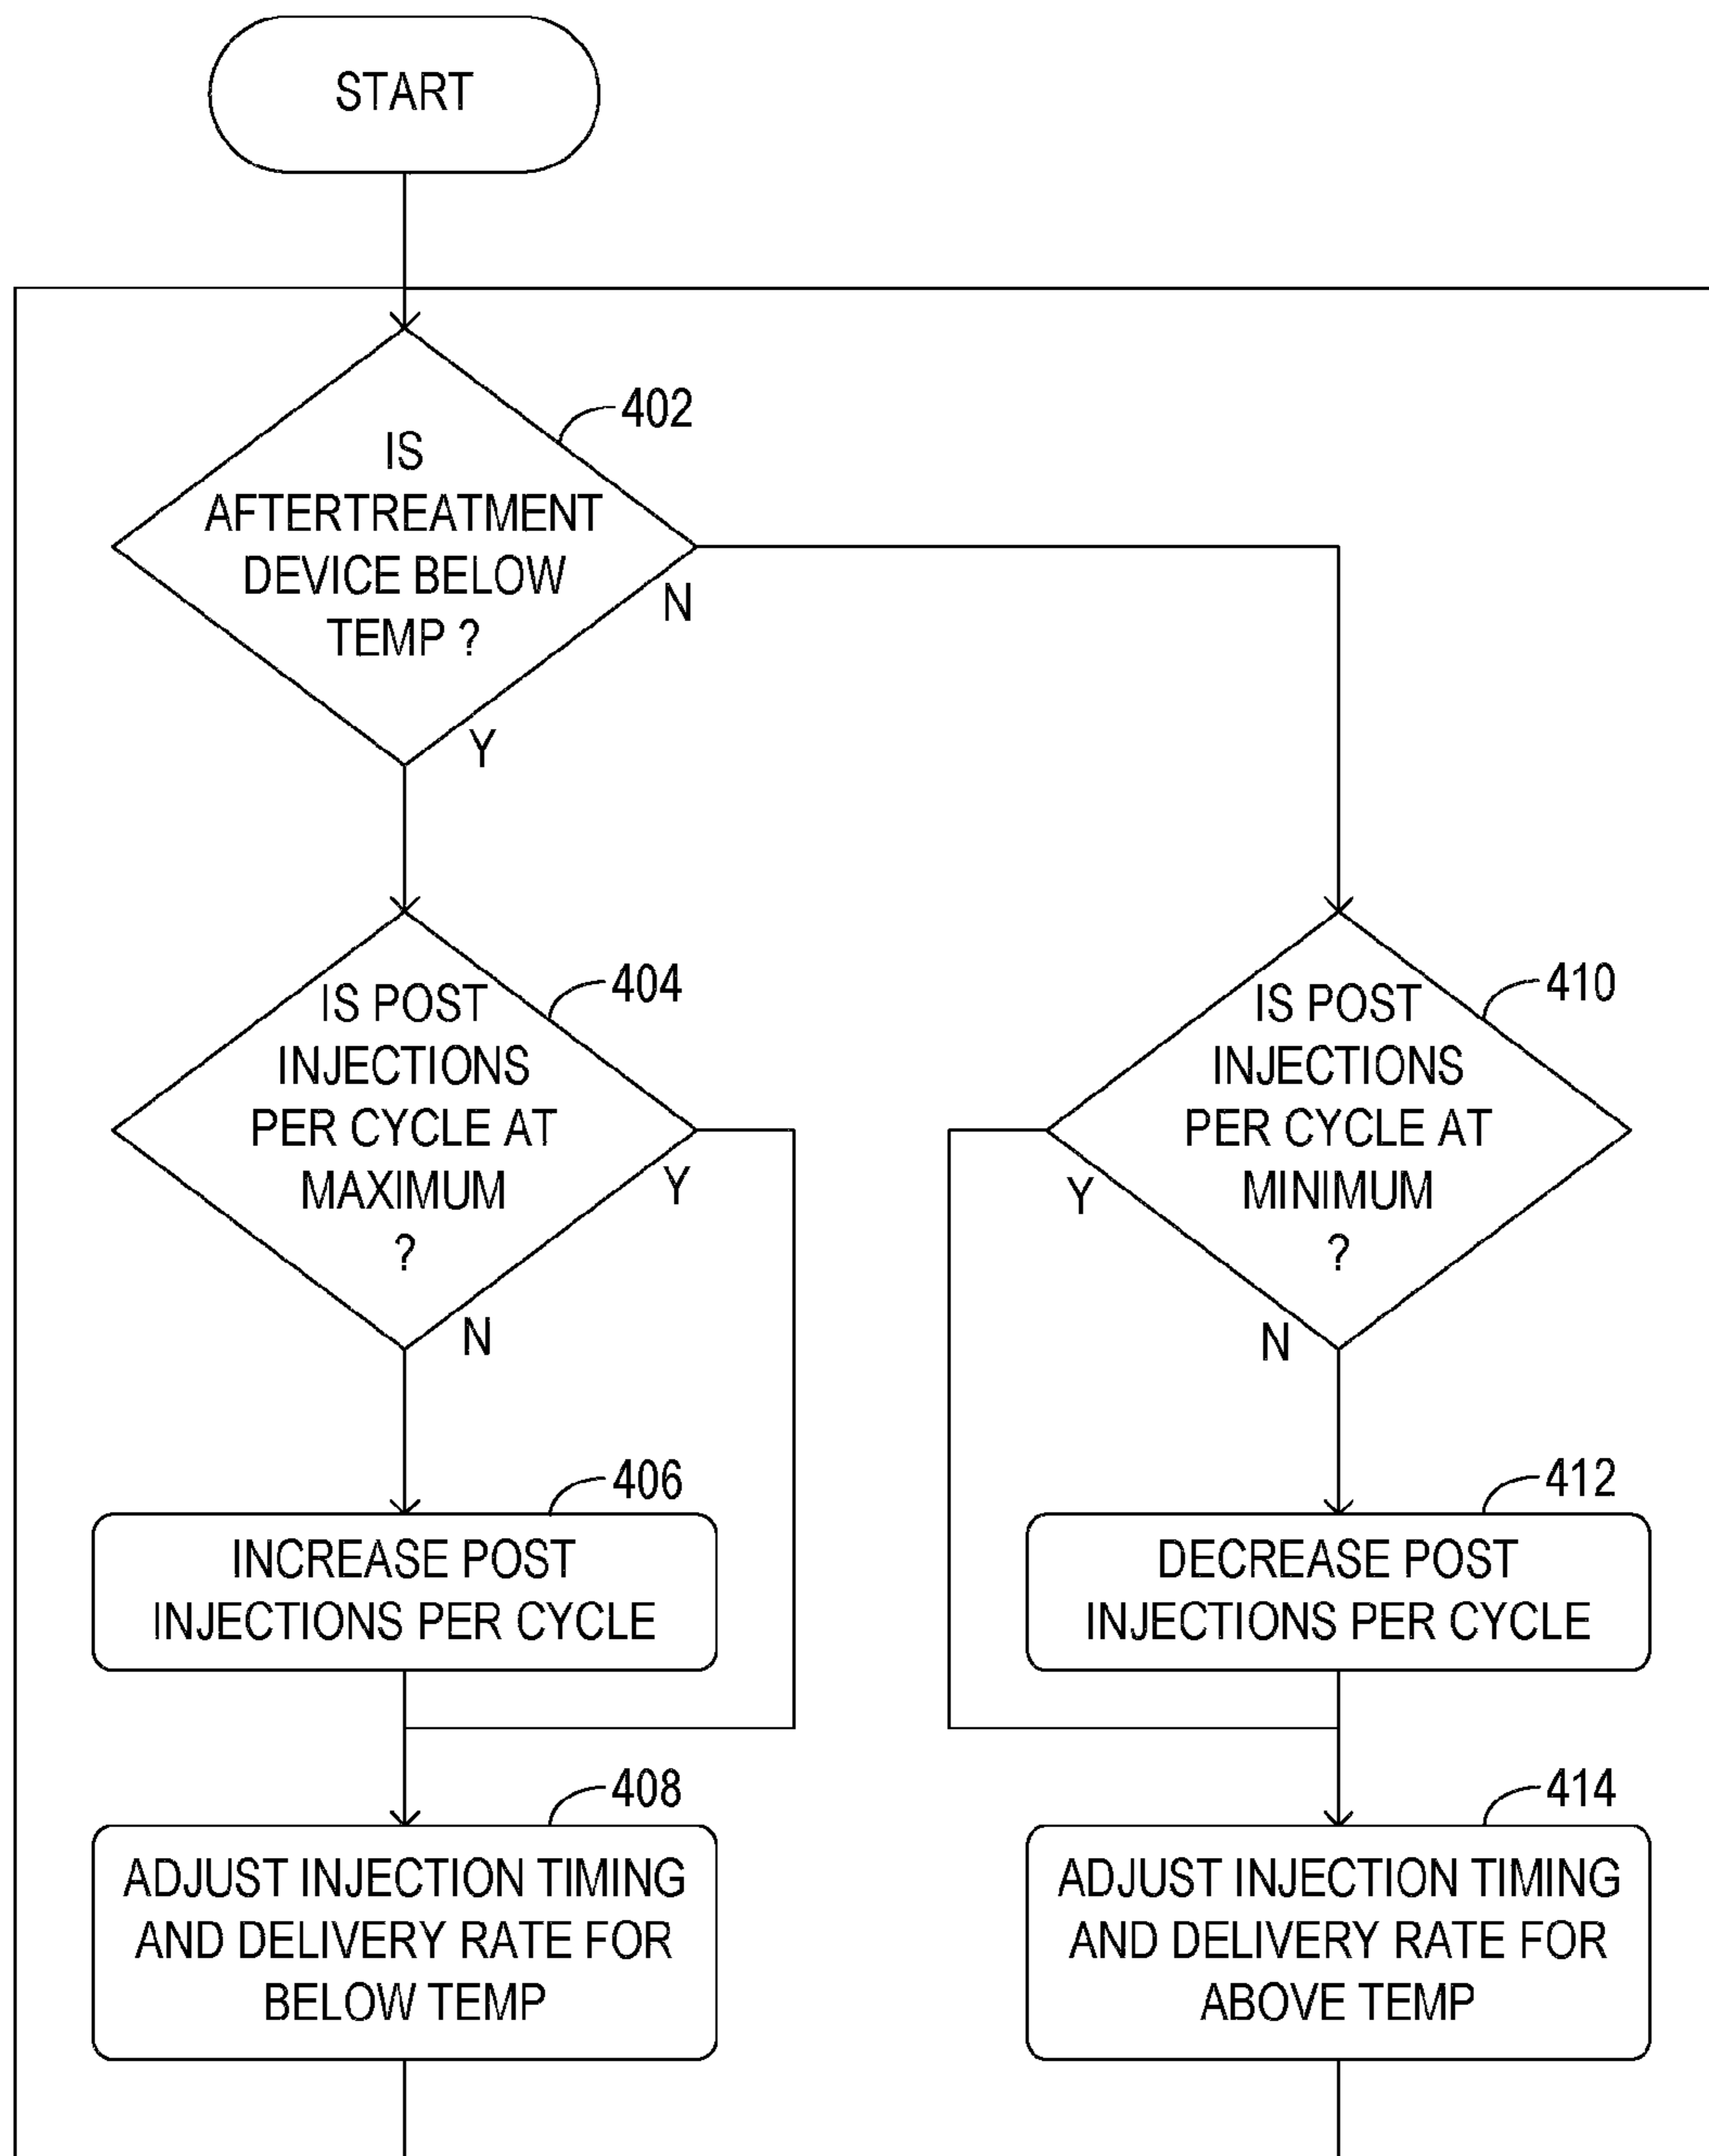 START
402
IS
AFTERTREATMENT
DEVICE BELOW
TEMP ?
N
Y
404
IS POST
INJECTIONS
PER CYCLE AT
MAXIMUM
?
Y
N
410
IS POST
INJECTIONS
PER CYCLE AT
MINIMUM
?
Y
N
406
INCREASE POST
INJECTIONS PER CYCLE
412
DECREASE POST
INJECTIONS PER CYCLE
408
ADJUST INJECTION TIMING
AND DELIVERY RATE FOR
BELOW TEMP
414
ADJUST INJECTION TIMING
AND DELIVERY RATE FOR
ABOVE TEMP